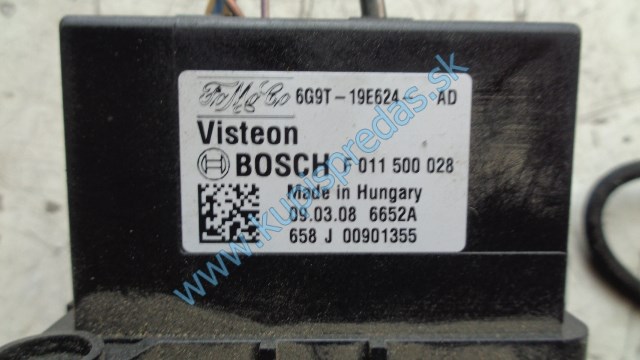 FoMoCo 6G9T-19E624- AD
Visteon
BOSCH F 011 500 028
Made in Hungary
09.03.08 6652A
658 J 00901355
www.kupispredas.sk